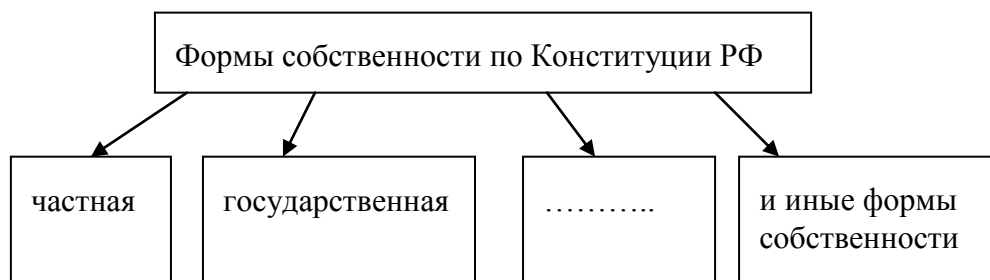 Формы собственности по Конституции РФ
частная
государственная
………..
и иные формы
собственности